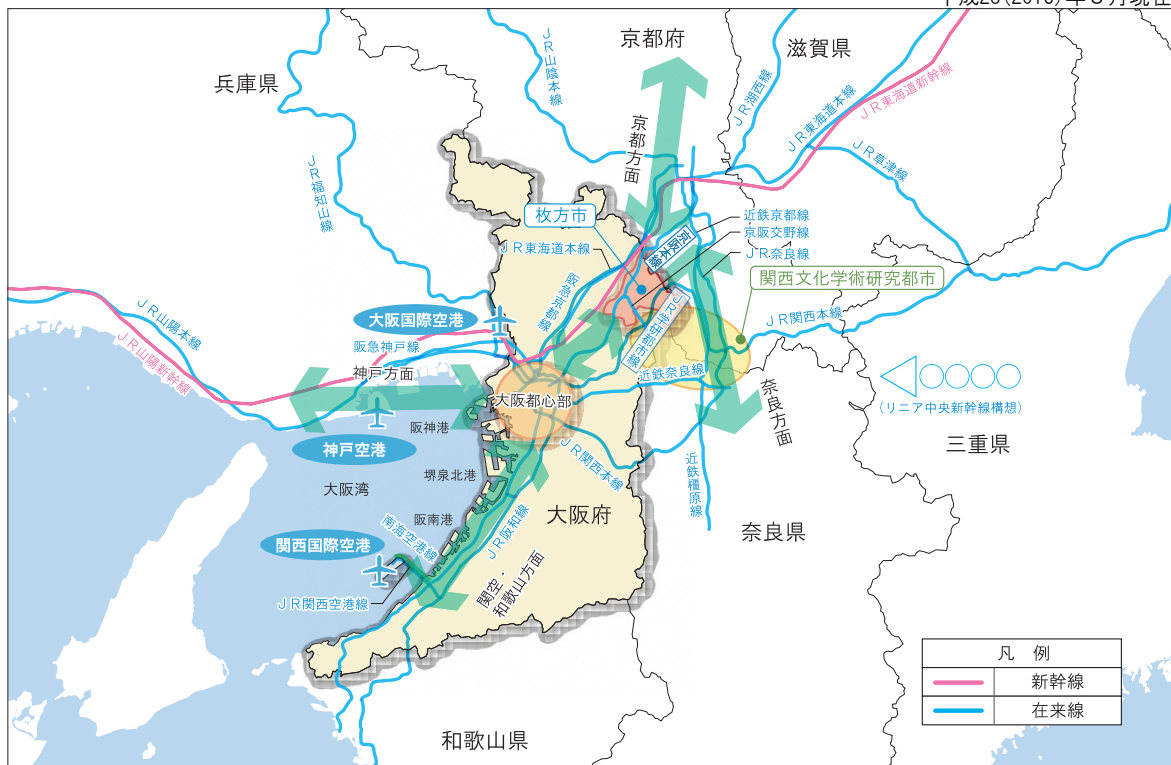 平成28(2016)年3月現在
京都府
滋賀県
兵庫県
JR山陰本線
JR湖西線
JR東海道本線
JR東海道新幹線
京都方面
JR草津線
JR福知山線
枚方市
近鉄京都線
京阪本線
京阪交野線
JR東海道本線
JR奈良線
関西文化学術研究都市
阪急京都線
JR学研都市線
JR関西本線
大阪国際空港
JR山陽本線
阪急神戸線
JR山陽新幹線
神戸方面
近鉄奈良線
大阪都心部
奈良方面
(リニア中央新幹線構想)
阪神港
神戸空港
三重県
JR関西本線
近鉄橿原線
堺泉北港
大阪湾
大阪府
阪南港
南海空港線
JR阪和線
奈良県
関西国際空港
関空・
和歌山方面
JR関西空港線
凡 例
新幹線
在来線
和歌山県